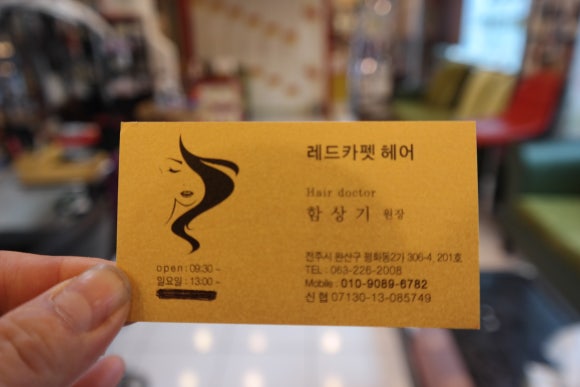 레드카펫 헤어
Hair doctor
함상기 원장
전주시 완산구 평화동2가 306-4, 201호
TEL : 063-226-2008
Mobile : 010-9089-6782
신 협 07130-13-085749
open : 09:30 ~
일요일 : 13:00 ~